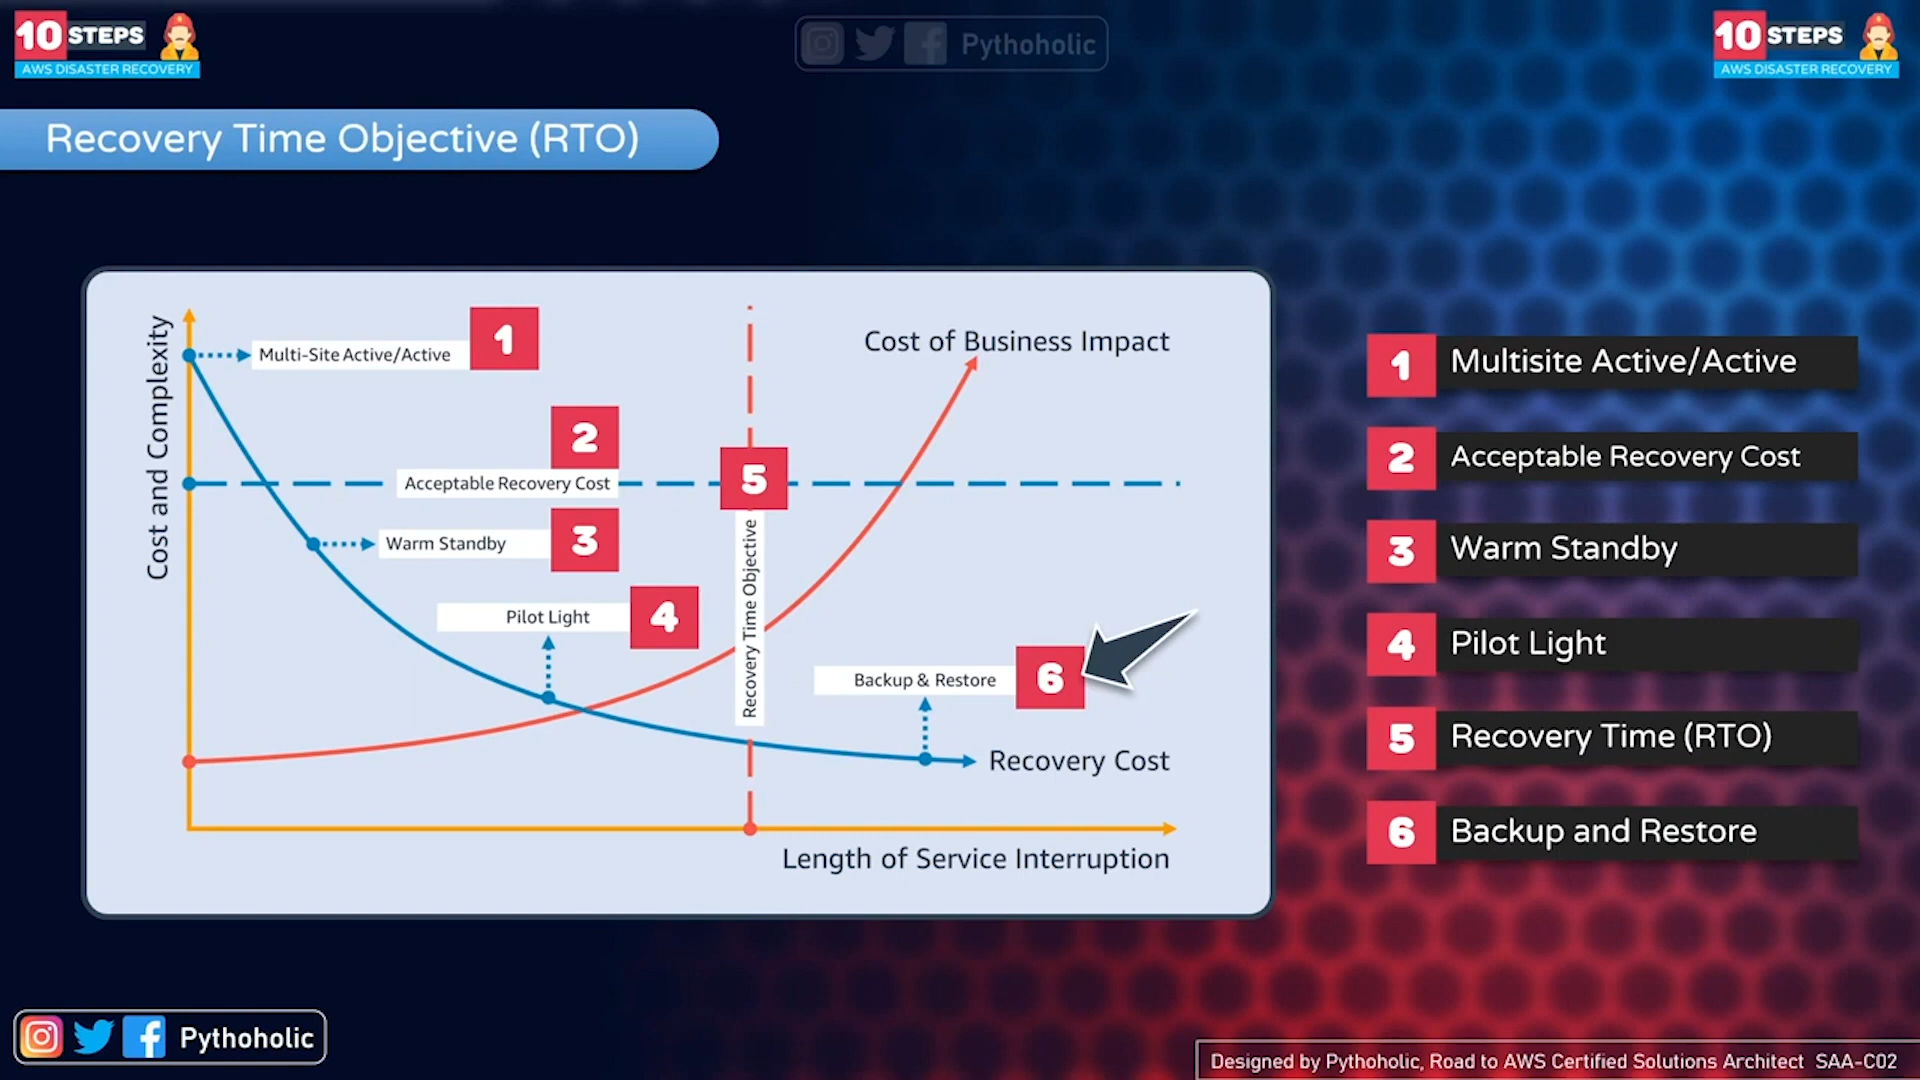 10 STEPS
AWS DISASTER RECOVERY
Pythoholic
10 STEPS
AWS DISASTER RECOVERY
Recovery Time Objective (RTO)
Cost and Complexity
Multi-Site Active/Active
1
Cost of Business Impact
2
Acceptable Recovery Cost
5
Recovery Time Objective
Warm Standby
3
Pilot Light
4
Backup & Restore
6
Recovery Cost
Length of Service Interruption
1 Multisite Active/Active
2 Acceptable Recovery Cost
3 Warm Standby
4 Pilot Light
5 Recovery Time (RTO)
6 Backup and Restore
Pythoholic
Designed by Pythoholic, Road to AWS Certified Solutions Architect SAA-C02